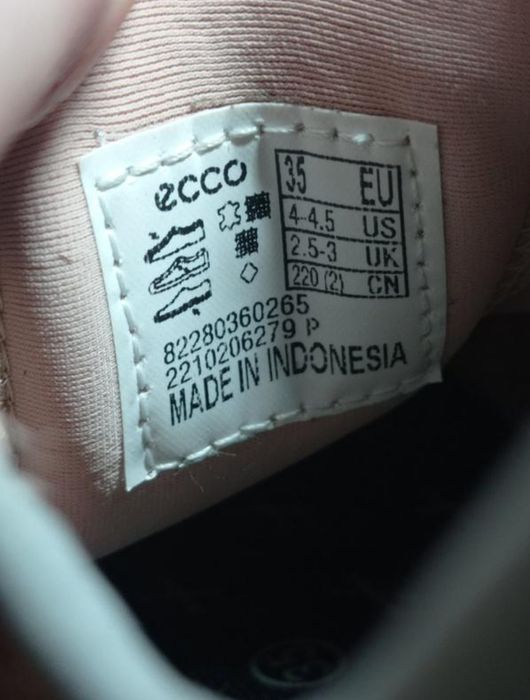 ecco
35 EU
4-4.5 US
2.5-3 UK
220 (2) CN
82280360265
2210206279 P
MADE IN INDONESIA